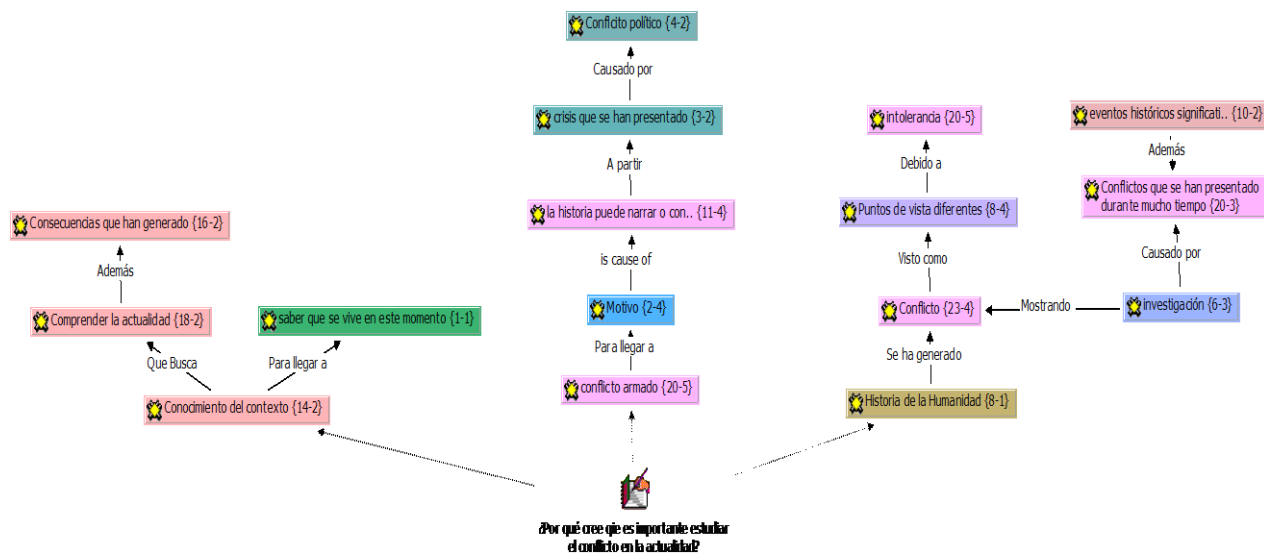 Conflcito político {4-2}
Causado por
crisis que se han presentado {3-2}
A partir
la historia puede narrar o con.. {11-4}
is cause of
Motivo {2-4}
Para llegar a
conflicto armado {20-5}
intolerancia {20-5}
Debido a
Puntos de vista diferentes {8-4}
Visto como
Conflicto {23-4}
Mostrando
Se ha generado
Historia de la Humanidad {8-1}
eventos históricos significati.. {10-2}
Además
Conflictos que se han presentado
durante mucho tiempo {20-3}
Causado por
investigación {6-3}
Consecuencias que han generado {16-2}
Además
Comprender la actualidad {18-2}
saber que se vive en este momento {1-1}
Que Busca
Para llegar a
Conocimiento del contexto {14-2}
¿Por qué cree qie es importante estudiar
el conflicto en la actualidad?